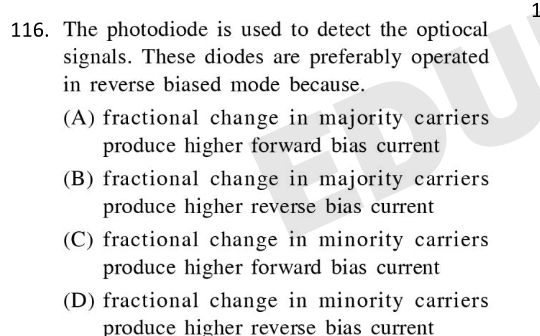 1
116. The photodiode is used to detect the optiocal
signals. These diodes are preferably operated
in reverse biased mode because.
(A) fractional change in majority carriers
produce higher forward bias current
(B) fractional change in majority carriers
produce higher reverse bias current
(C) fractional change in minority carriers
produce higher forward bias current
(D) fractional change in minority carriers
produce higher reverse bias current
EDU